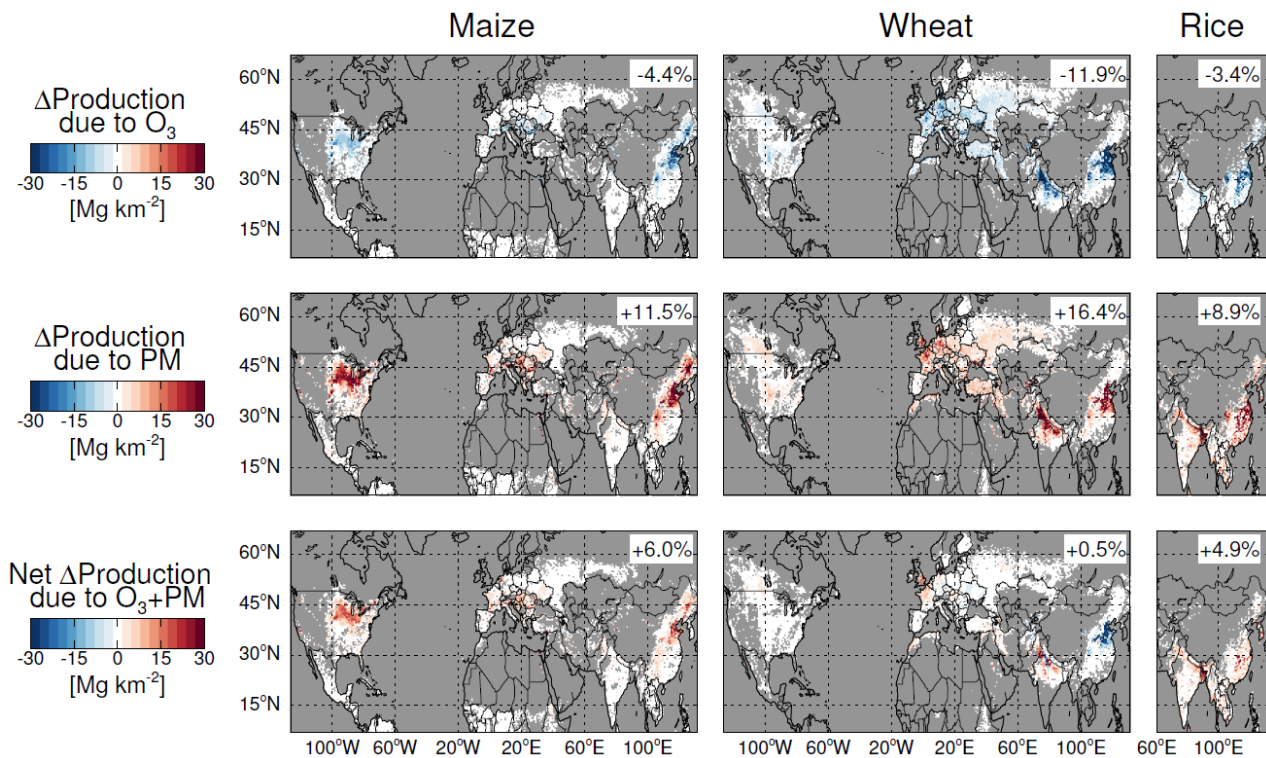 Maize Wheat Rice
ΔProduction
due to O₃
-30 -15 0 15 30
[Mg km⁻²]
60°N
45°N
30°N
15°N
-4.4%
-11.9%
-3.4%
ΔProduction
due to PM
-30 -15 0 15 30
[Mg km⁻²]
60°N
45°N
30°N
15°N
+11.5%
+16.4%
+8.9%
Net ΔProduction
due to O₃+PM
-30 -15 0 15 30
[Mg km⁻²]
60°N
45°N
30°N
15°N
+6.0%
+0.5%
+4.9%
100°W 60°W 20°W 20°E 60°E 100°E
100°W 60°W 20°W 20°E 60°E 100°E
60°E 100°E